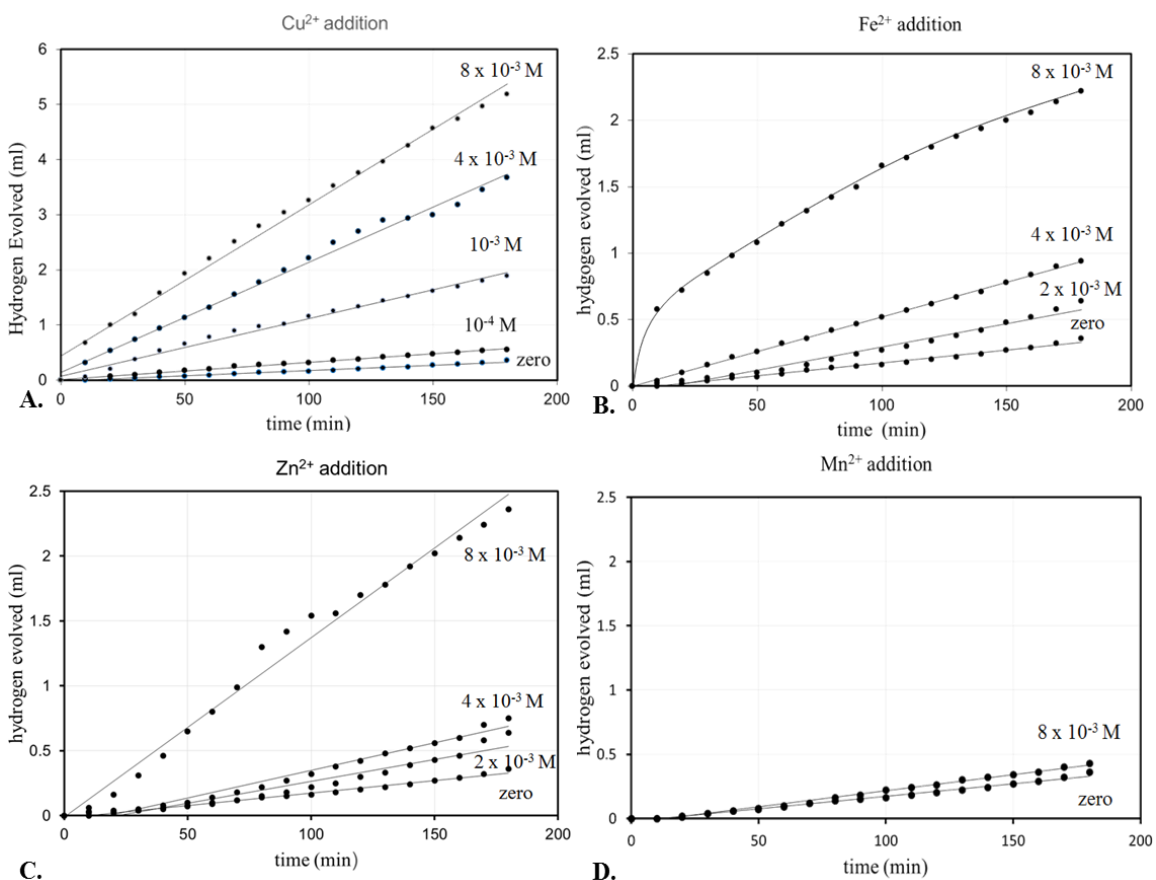 Cu²⁺ addition
Hydrogen Evolved (ml)
6
5
4
3
2
1
0
8 x 10⁻³ M
4 x 10⁻³ M
10⁻³ M
10⁻⁴ M
zero
0 50 100 150 200
time (min)
A.
Fe²⁺ addition
hydgogen evolved (ml)
2.5
2
1.5
1
0.5
0
8 x 10⁻³ M
4 x 10⁻³ M
2 x 10⁻³ M
zero
0 50 100 150 200
time (min)
B.
Zn²⁺ addition
hydrogen evolved (ml)
2.5
2
1.5
1
0.5
0
8 x 10⁻³ M
4 x 10⁻³ M
2 x 10⁻³ M
zero
0 50 100 150 200
time (min)
C.
Mn²⁺ addition
hydrogen evolved (ml)
2.5
2
1.5
1
0.5
0
8 x 10⁻³ M
zero
0 50 100 150 200
time (min)
D.